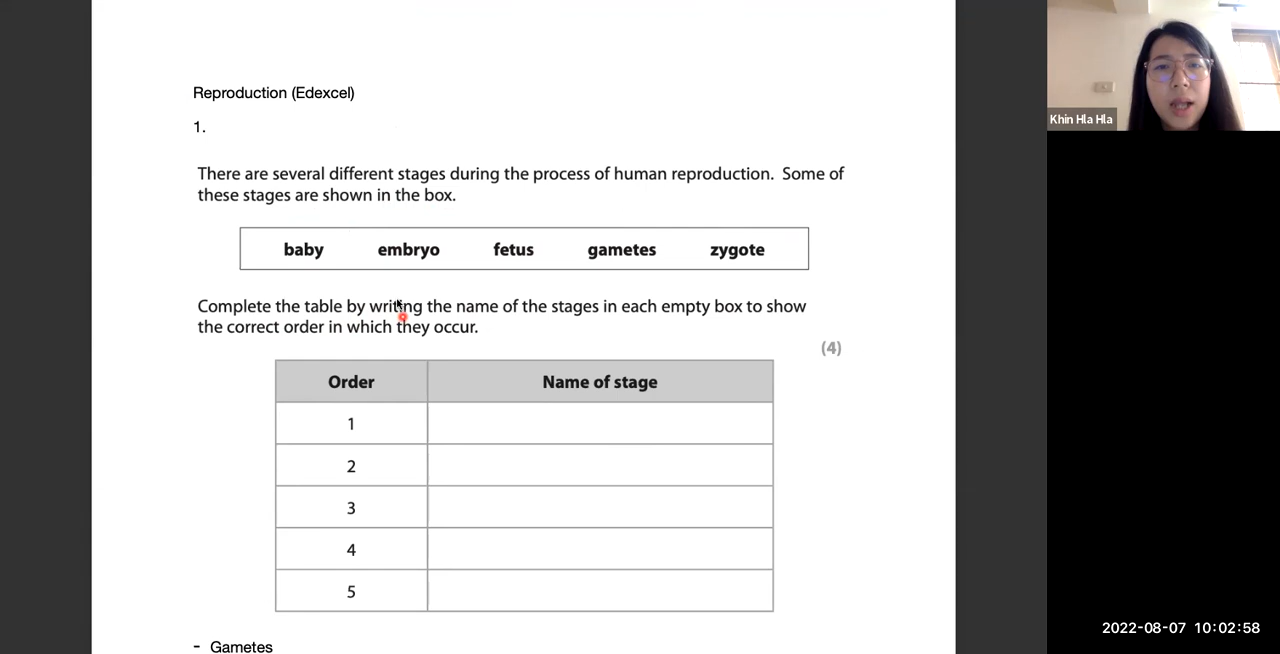 Reproduction (Edexcel)
1.
There are several different stages during the process of human reproduction. Some of
these stages are shown in the box.
baby embryo fetus gametes zygote
Complete the table by writing the name of the stages in each empty box to show
the correct order in which they occur.
(4)
Order Name of stage
1
2
3
4
5
- Gametes
Khin Hla Hla
2022-08-07 10:02:58